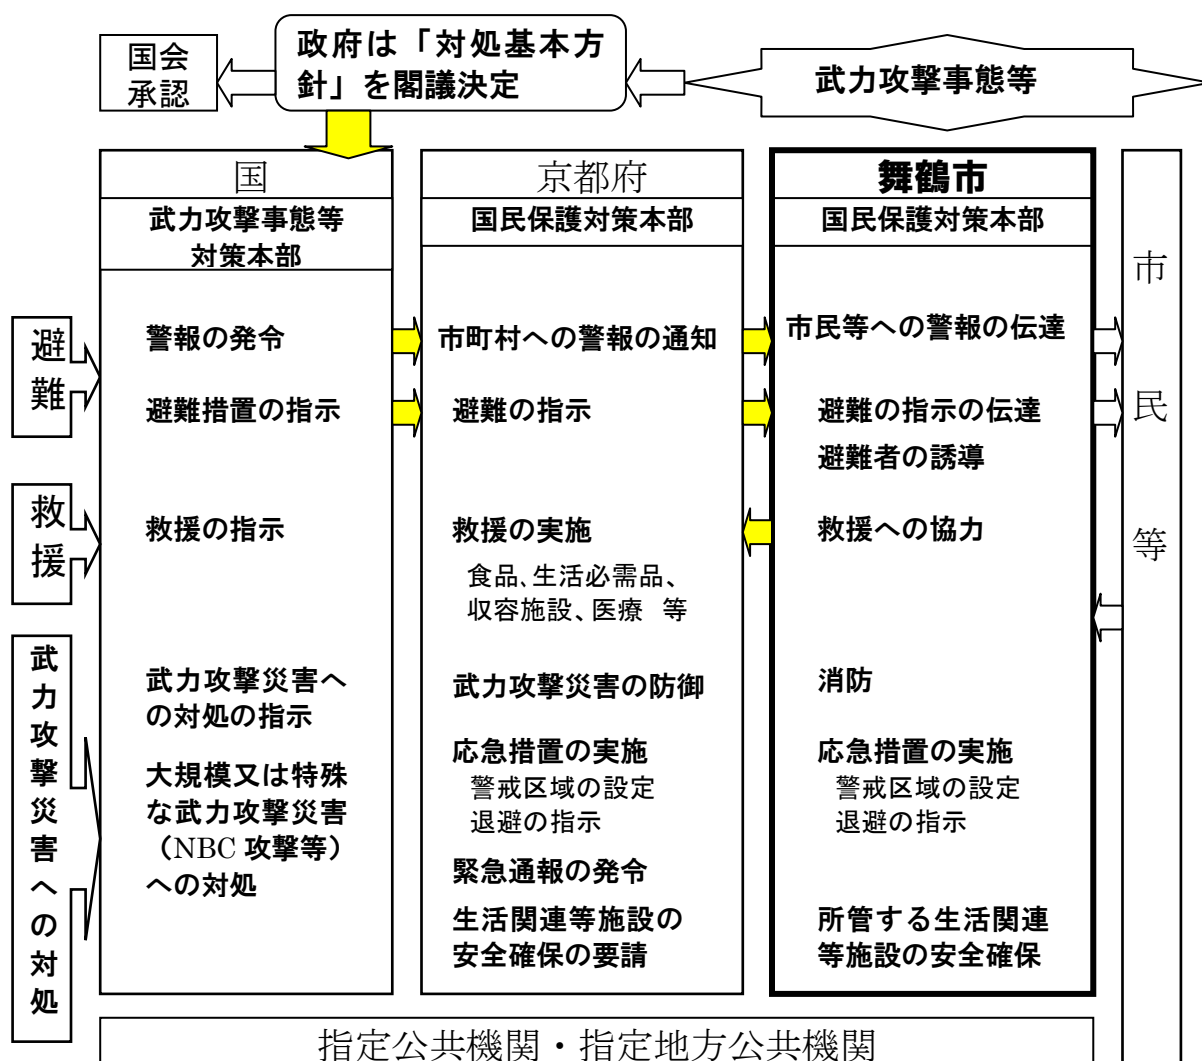 国会
承認
政府は「対処基本方
針」を閣議決定
武力攻撃事態等
国
武力攻撃事態等
対策本部
京都府
国民保護対策本部
舞鶴市
国民保護対策本部
市民等
避難
警報の発令
市町村への警報の通知
市民等への警報の伝達
避難措置の指示
避難の指示
避難の指示の伝達
避難者の誘導
救援
救援の指示
救援の実施
食品、生活必需品、
収容施設、医療 等
救援への協力
武力攻撃災害への対処
武力攻撃災害へ
の対処の指示
大規模又は特殊
な武力攻撃災害
(NBC 攻撃等)
への対処
武力攻撃災害の防御
応急措置の実施
警戒区域の設定
退避の指示
緊急通報の発令
生活関連等施設の
安全確保の要請
消防
応急措置の実施
警戒区域の設定
退避の指示
所管する生活関連
等施設の安全確保
指定公共機関・指定地方公共機関